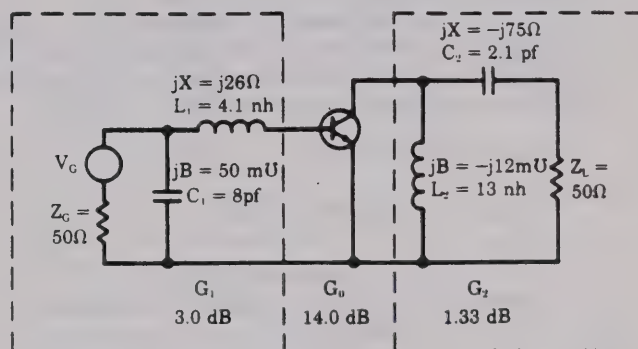 jX = -j75Ω
C₂ = 2.1 pf
jX = j26Ω
L₁ = 4.1 nh
V_G
jB = 50 m℧
C₁ = 8pf
Z_G =
50Ω
jB = -j12m℧
L₂ = 13 nh
Z_L =
50Ω
G₁
G₀
G₂
3.0 dB
14.0 dB
1.33 dB